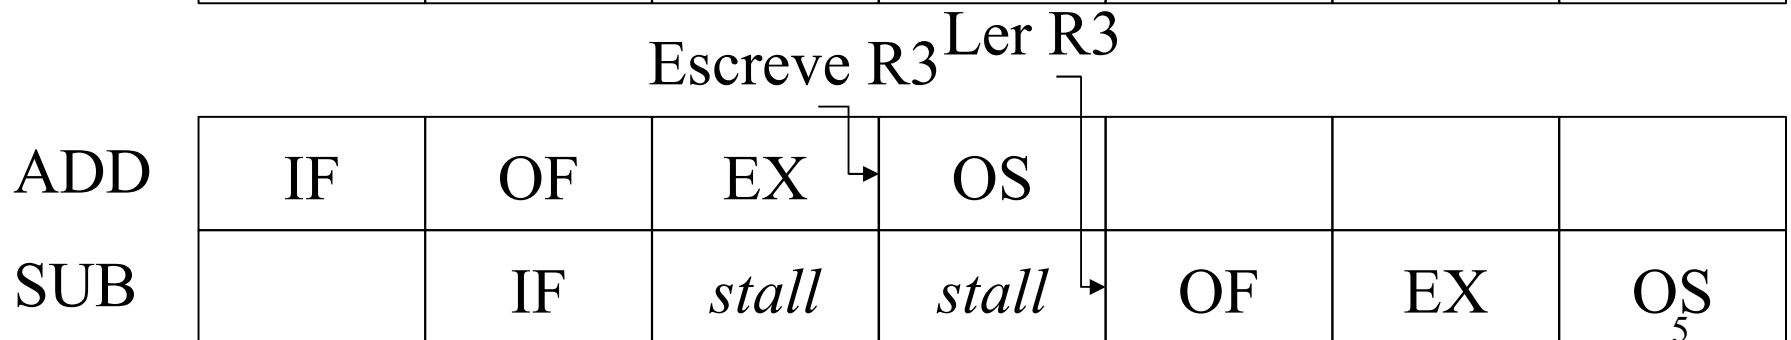 Ler R3
Escreve R3
ADD IF OF EX OS
SUB IF stall stall OF EX OS
5